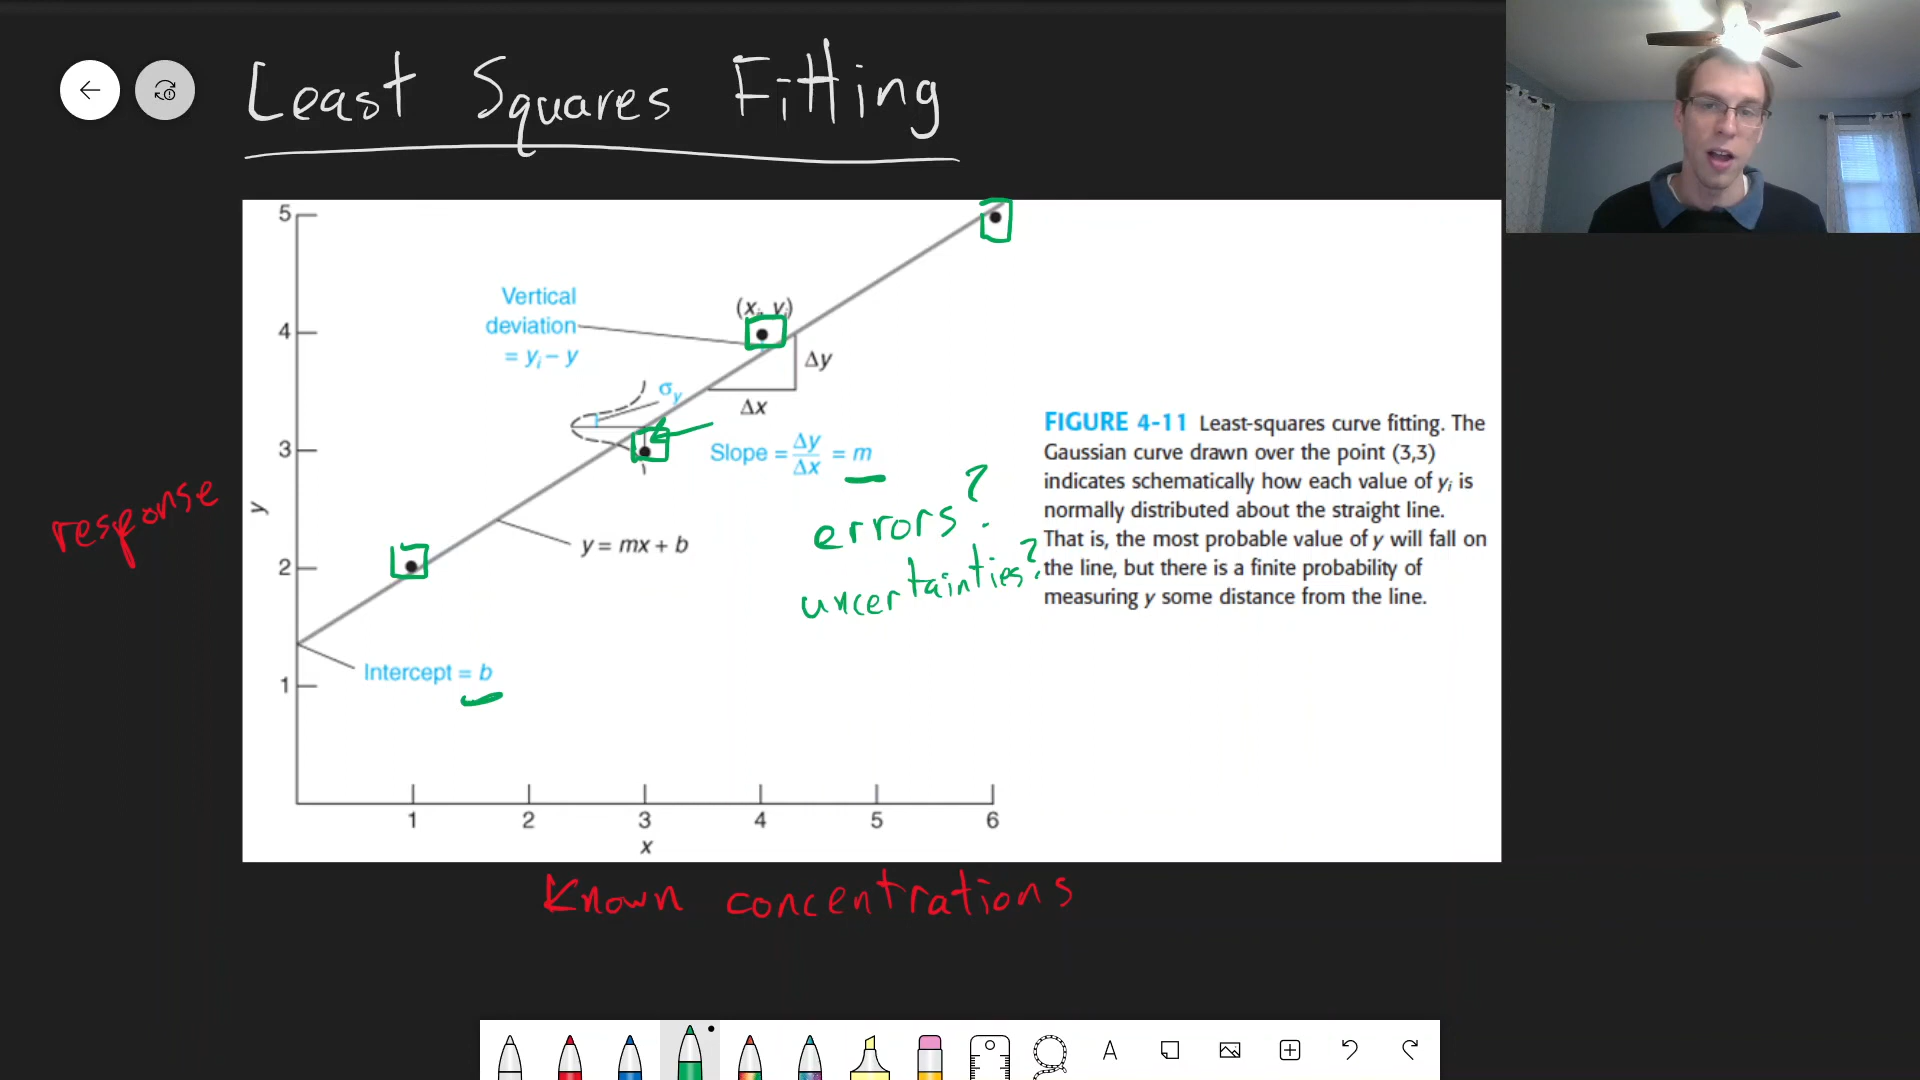 Least Squares Fitting
5
4
3
2
1
y
response
Vertical
deviation
= yᵢ – y
(xᵢ, yᵢ)
Δy
Δx
σy
Slope = Δy/Δx = m
errors?
uncertainties?
y = mx + b
Intercept = b
1 2 3 4 5 6
x
Known concentrations
FIGURE 4-11 Least-squares curve fitting. The
Gaussian curve drawn over the point (3,3)
indicates schematically how each value of yᵢ is
normally distributed about the straight line.
That is, the most probable value of y will fall on
the line, but there is a finite probability of
measuring y some distance from the line.
A